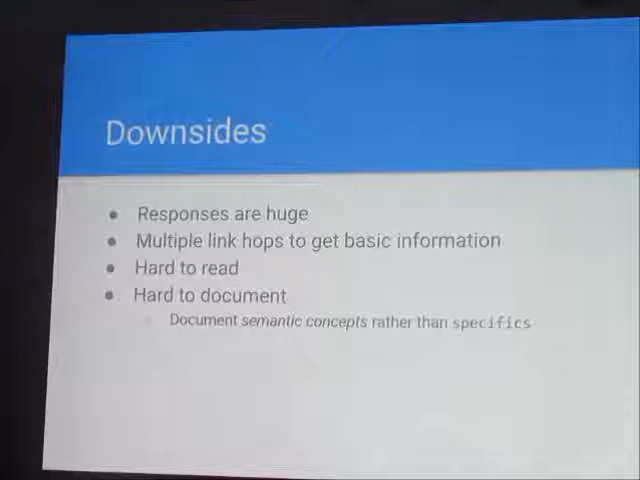 Downsides
Responses are huge
Multiple link hops to get basic information
Hard to read
Hard to document
Document semantic concepts rather than specifics